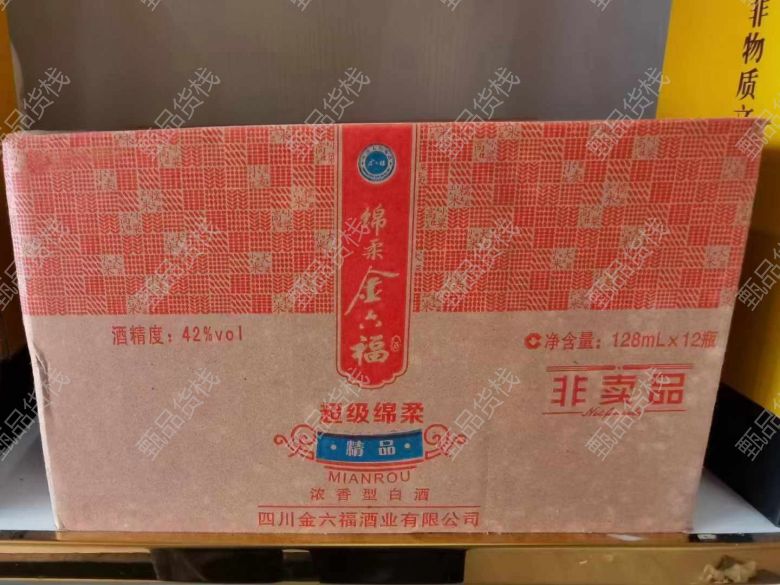 绵柔
金六福
酒精度：42%vol
净含量：128mL×12瓶
非卖品
超级绵柔
·精品·
MIANROU
浓香型白酒
四川金六福酒业有限公司
非物质文
甄品货栈